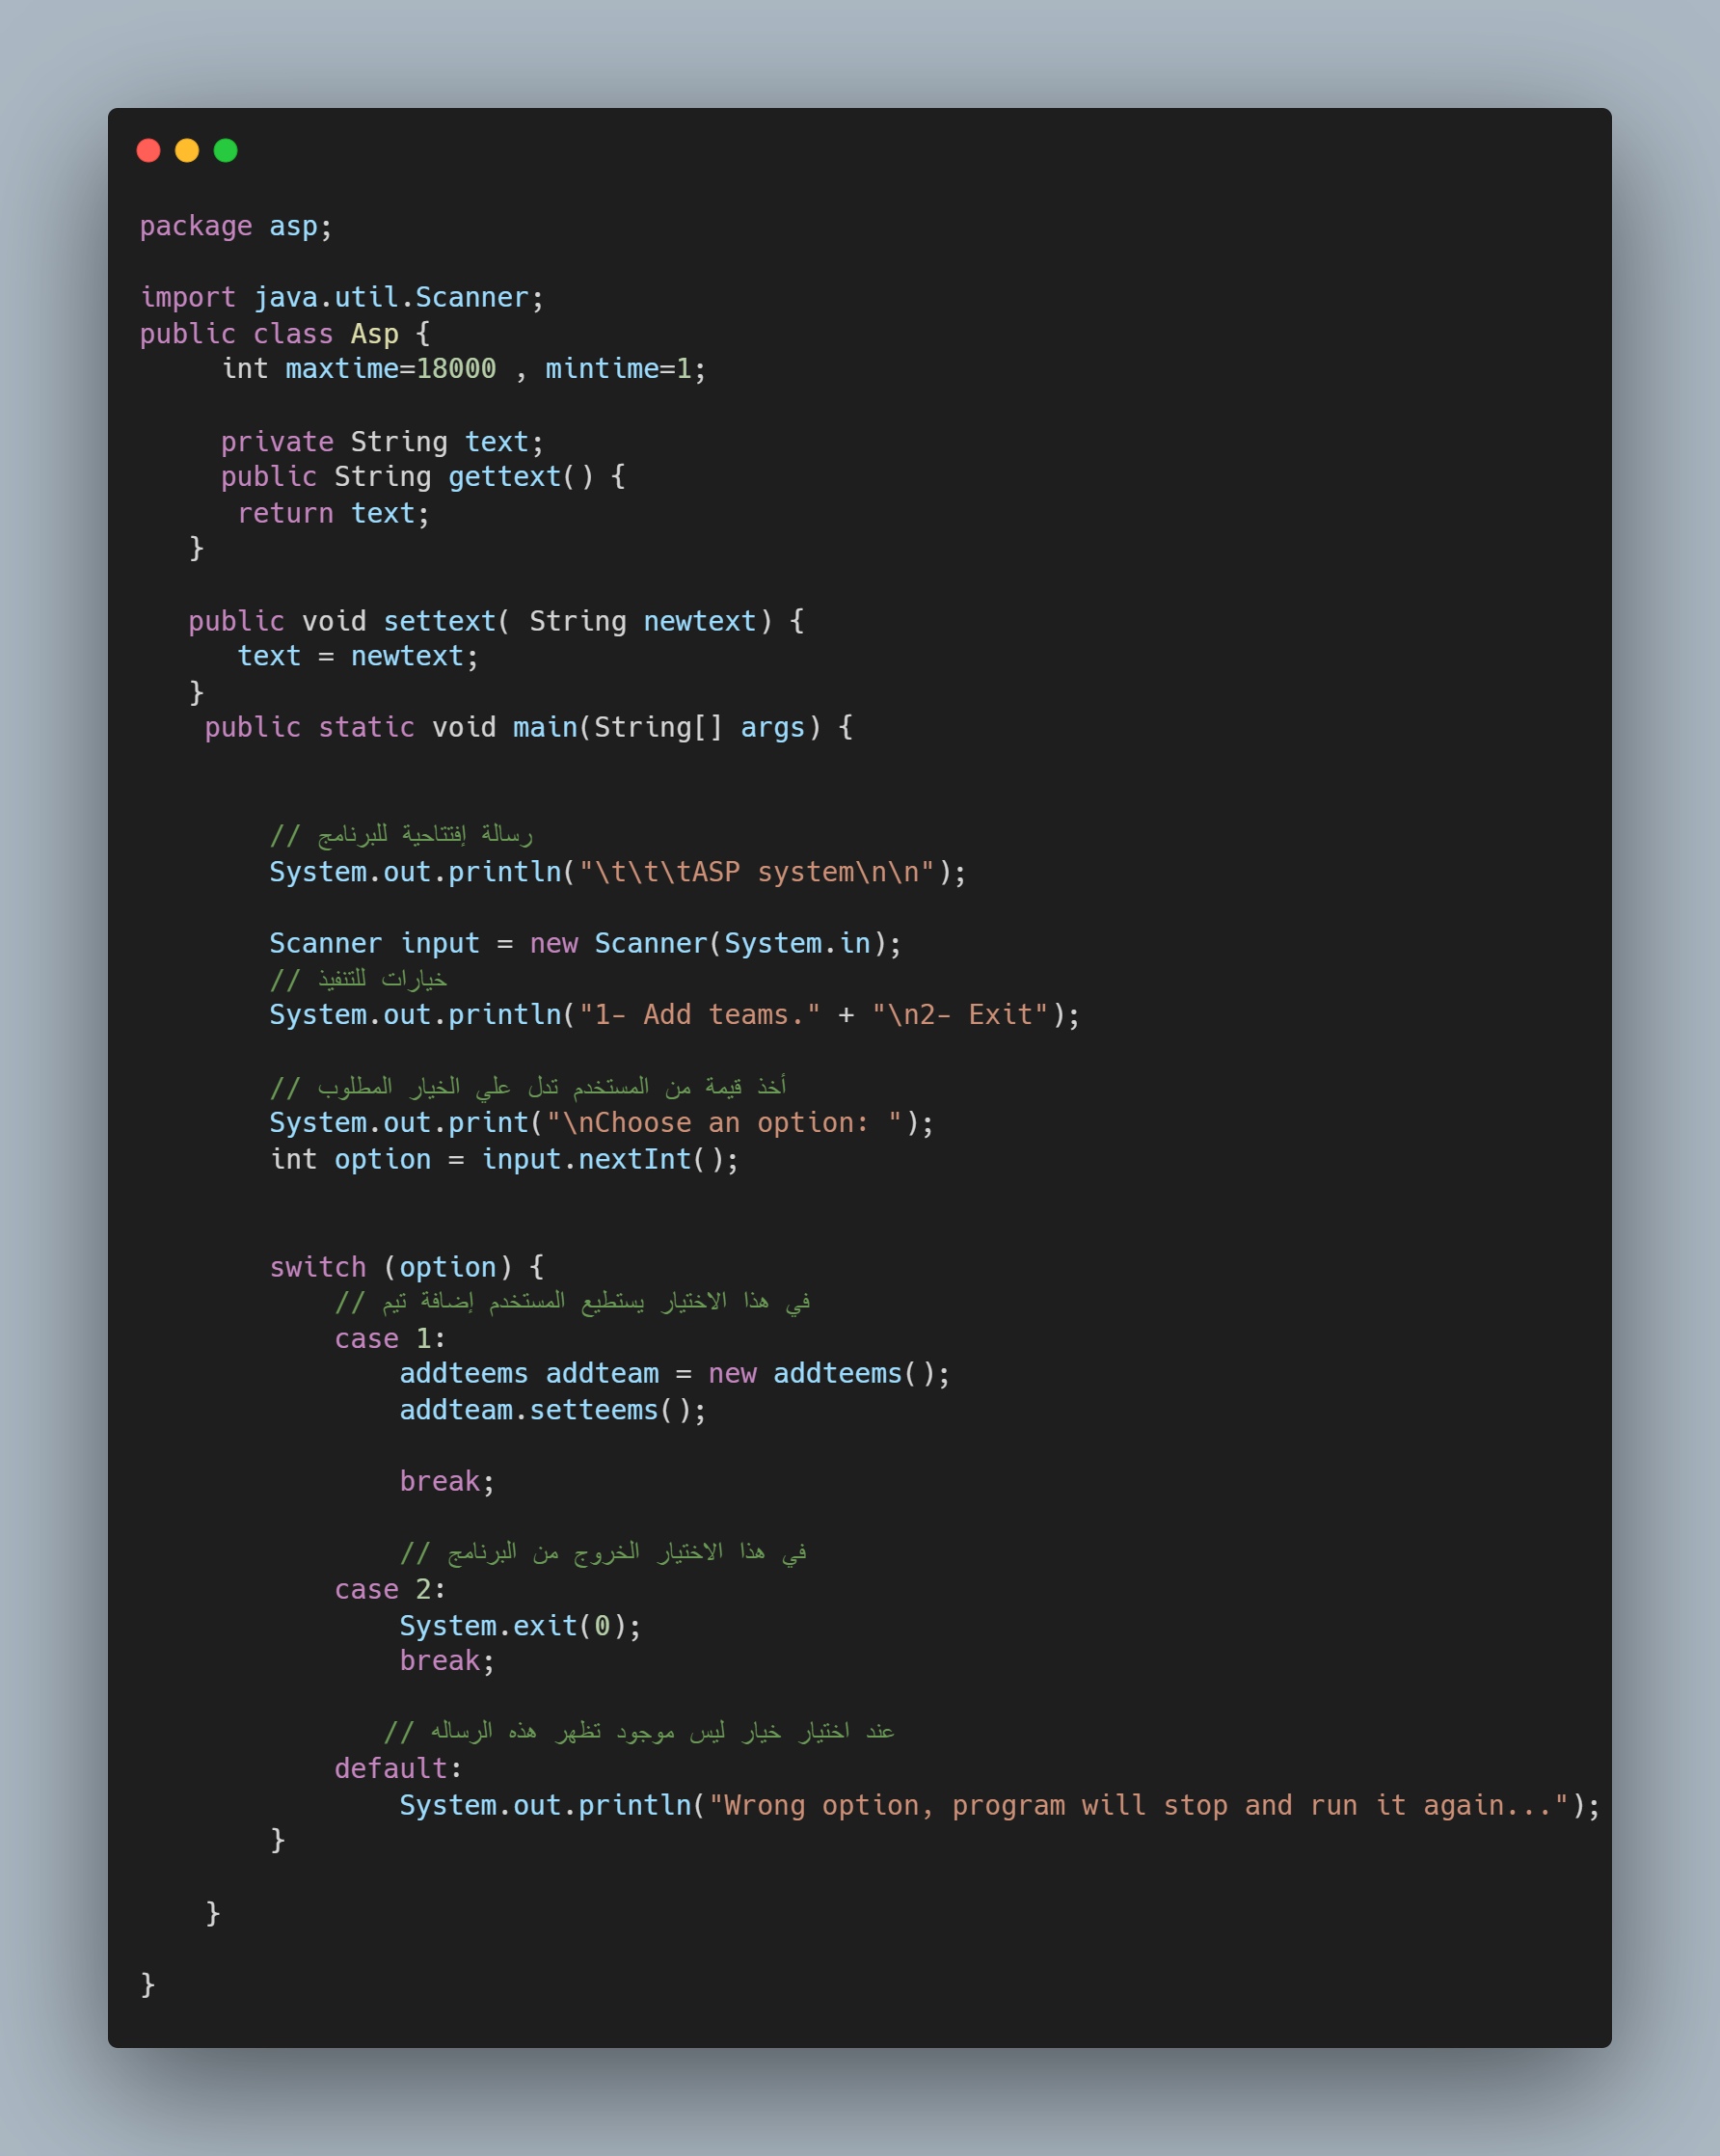 package asp;
import java.util.Scanner;
public class Asp {
int maxtime=18000 , mintime=1;
private String text;
public String gettext() {
return text;
}
public void settext( String newtext) {
text = newtext;
}
public static void main(String[] args) {
// رسالة إفتتاحية للبرنامج
System.out.println("\t\t\tASP system\n\n");
Scanner input = new Scanner(System.in);
// خيارات للتنفيذ
System.out.println("1- Add teams." + "\n2- Exit");
// أخذ قيمة من المستخدم تدل علي الخيار المطلوب
System.out.print("\nChoose an option: ");
int option = input.nextInt();
switch (option) {
// في هذا الاختيار يستطيع المستخدم إضافة تيم
case 1:
addteems addteam = new addteems();
addteam.setteems();
break;
// في هذا الاختيار الخروج من البرنامج
case 2:
System.exit(0);
break;
// عند اختيار خيار ليس موجود تظهر هذه الرساله
default:
System.out.println("Wrong option, program will stop and run it again...");
}
}
}